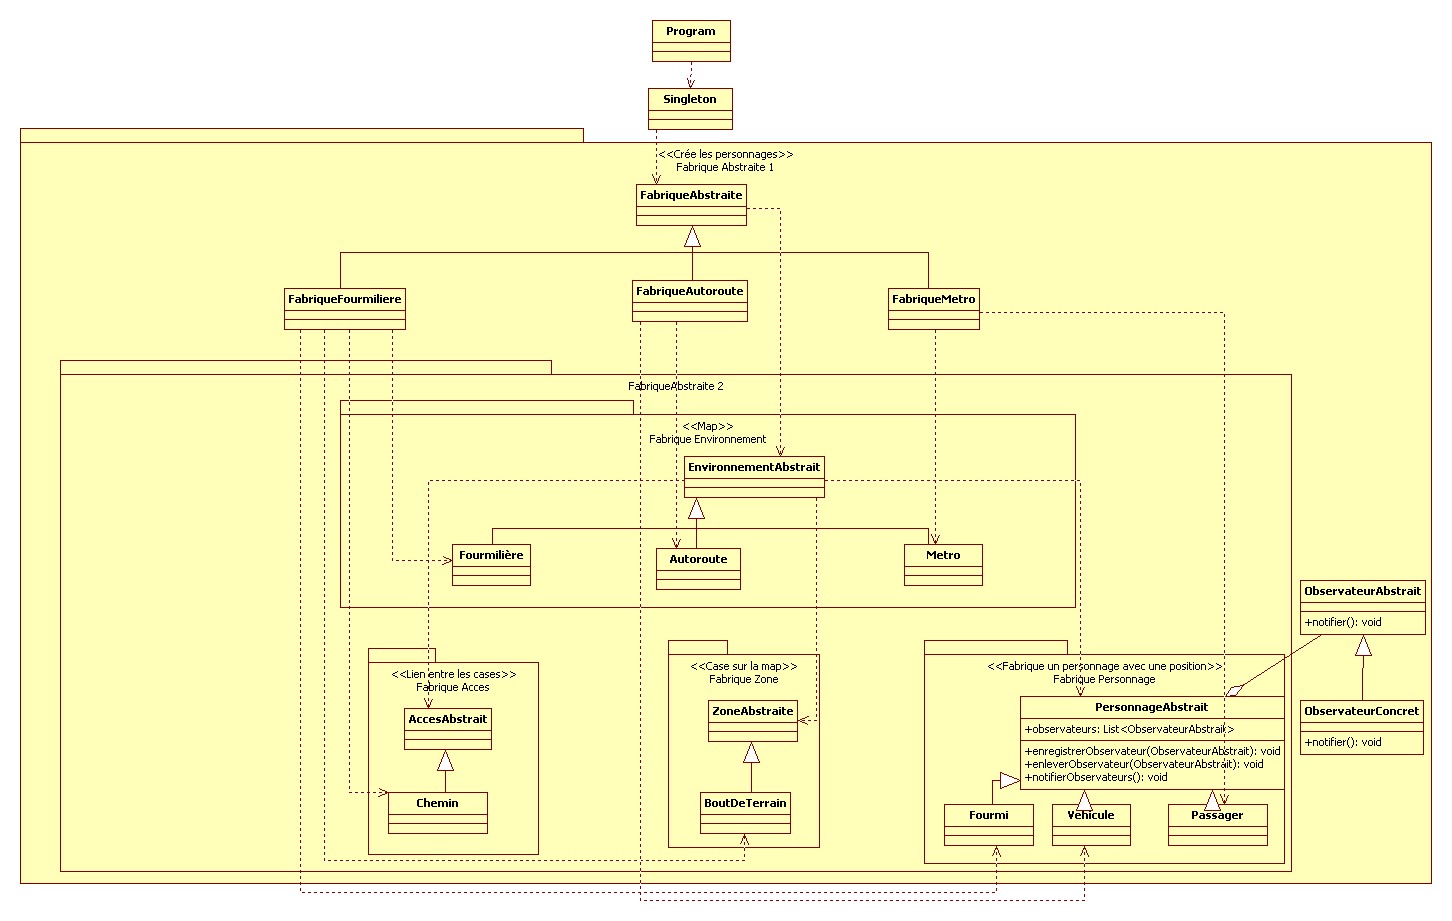 Program
Singleton
<<Crée les personnages>>
Fabrique Abstraite 1
FabriqueAbstraite
FabriqueFourmiliere
FabriqueAutoroute
FabriqueMetro
FabriqueAbstraite 2
<<Map>>
Fabrique Environnement
EnvironnementAbstrait
Fourmilière
Autoroute
Metro
ObservateurAbstrait
+notifier(): void
<<Lien entre les cases>>
Fabrique Acces
AccesAbstrait
Chemin
<<Case sur la map>>
Fabrique Zone
ZoneAbstraite
BoutDeTerrain
<<Fabrique un personnage avec une position>>
Fabrique Personnage
PersonnageAbstrait
+observateurs: List<ObservateurAbstrait>
+enregistrerObservateur(ObservateurAbstrait): void
+enleverObservateur(ObservateurAbstrait): void
+notifierObservateurs(): void
Fourmi
Véhicule
Passager
ObservateurConcret
+notifier(): void